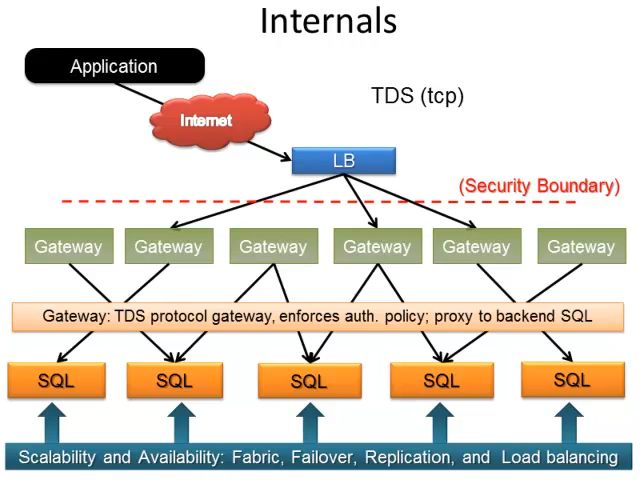 Internals
Application
TDS (tcp)
Internet
LB
(Security Boundary)
Gateway Gateway Gateway Gateway Gateway Gateway
Gateway: TDS protocol gateway, enforces auth. policy; proxy to backend SQL
SQL SQL SQL SQL SQL
Scalability and Availability: Fabric, Failover, Replication, and Load balancing